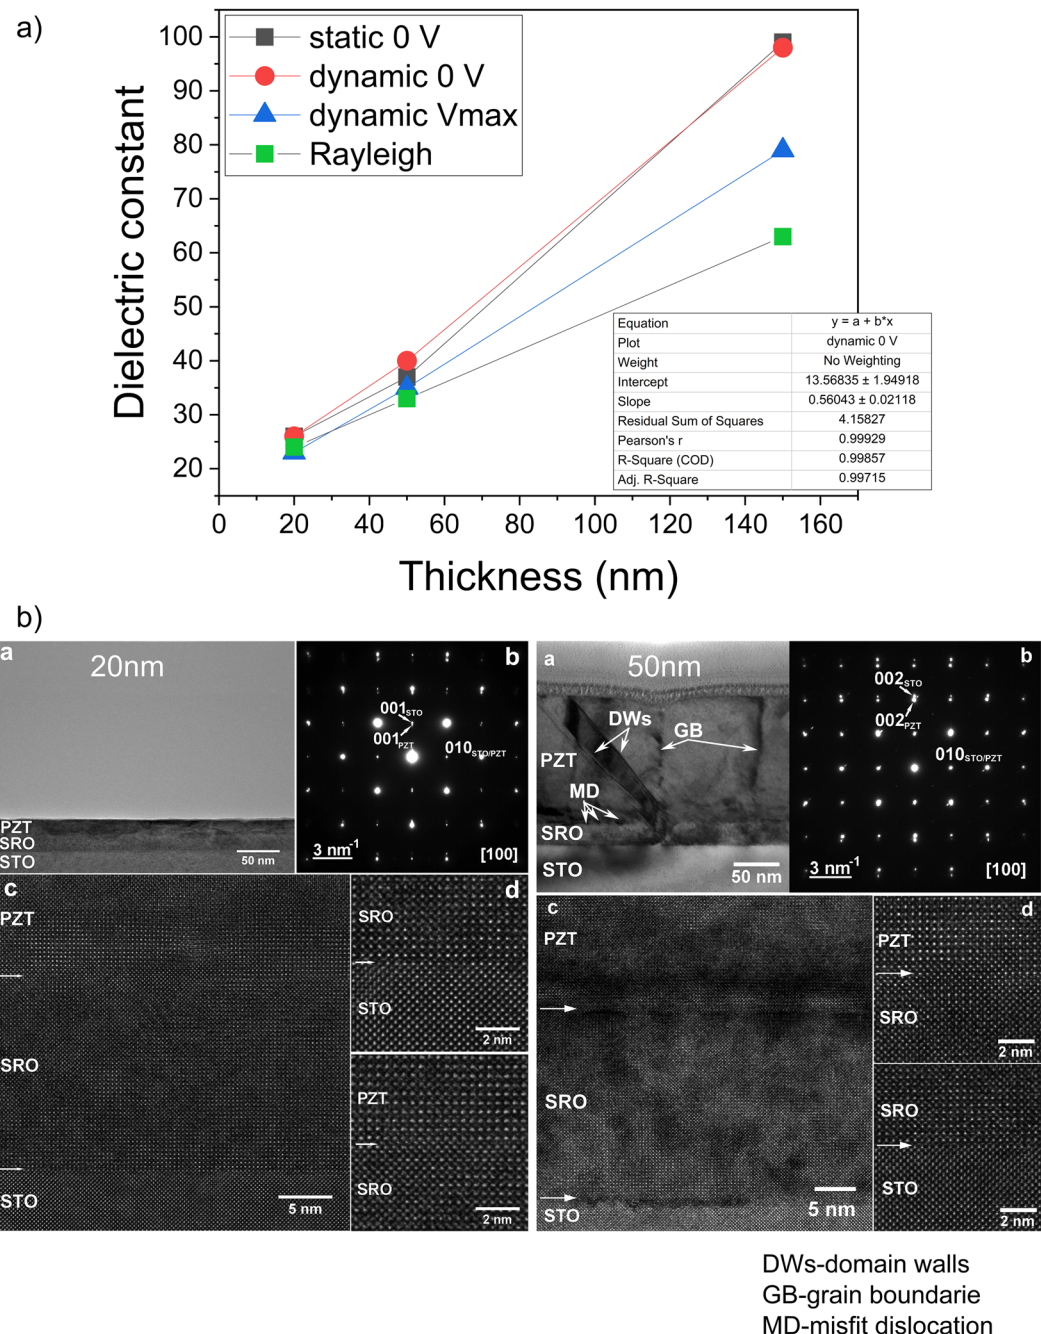 a)
Dielectric constant
100
90
80
70
60
50
40
30
20
static 0 V
dynamic 0 V
dynamic Vmax
Rayleigh
Equation y = a + b*x
Plot dynamic 0 V
Weight No Weighting
Intercept 13.56835 ± 1.94918
Slope 0.56043 ± 0.02118
Residual Sum of Squares 4.15827
Pearson's r 0.99929
R-Square (COD) 0.99857
Adj. R-Square 0.99715
0 20 40 60 80 100 120 140 160
Thickness (nm)
b)
a
20nm
PZT
SRO
STO
50 nm
b
001STO
001PZT
010STO/PZT
3 nm-1
[100]
c
PZT
SRO
STO
5 nm
d
SRO
STO
2 nm
PZT
SRO
2 nm
a
50nm
DWs
GB
PZT
MD
SRO
STO
50 nm
b
002STO
002PZT
010STO/PZT
3 nm-1
[100]
c
PZT
SRO
STO
5 nm
d
PZT
SRO
2 nm
SRO
STO
2 nm
DWs-domain walls
GB-grain boundarie
MD-misfit dislocation